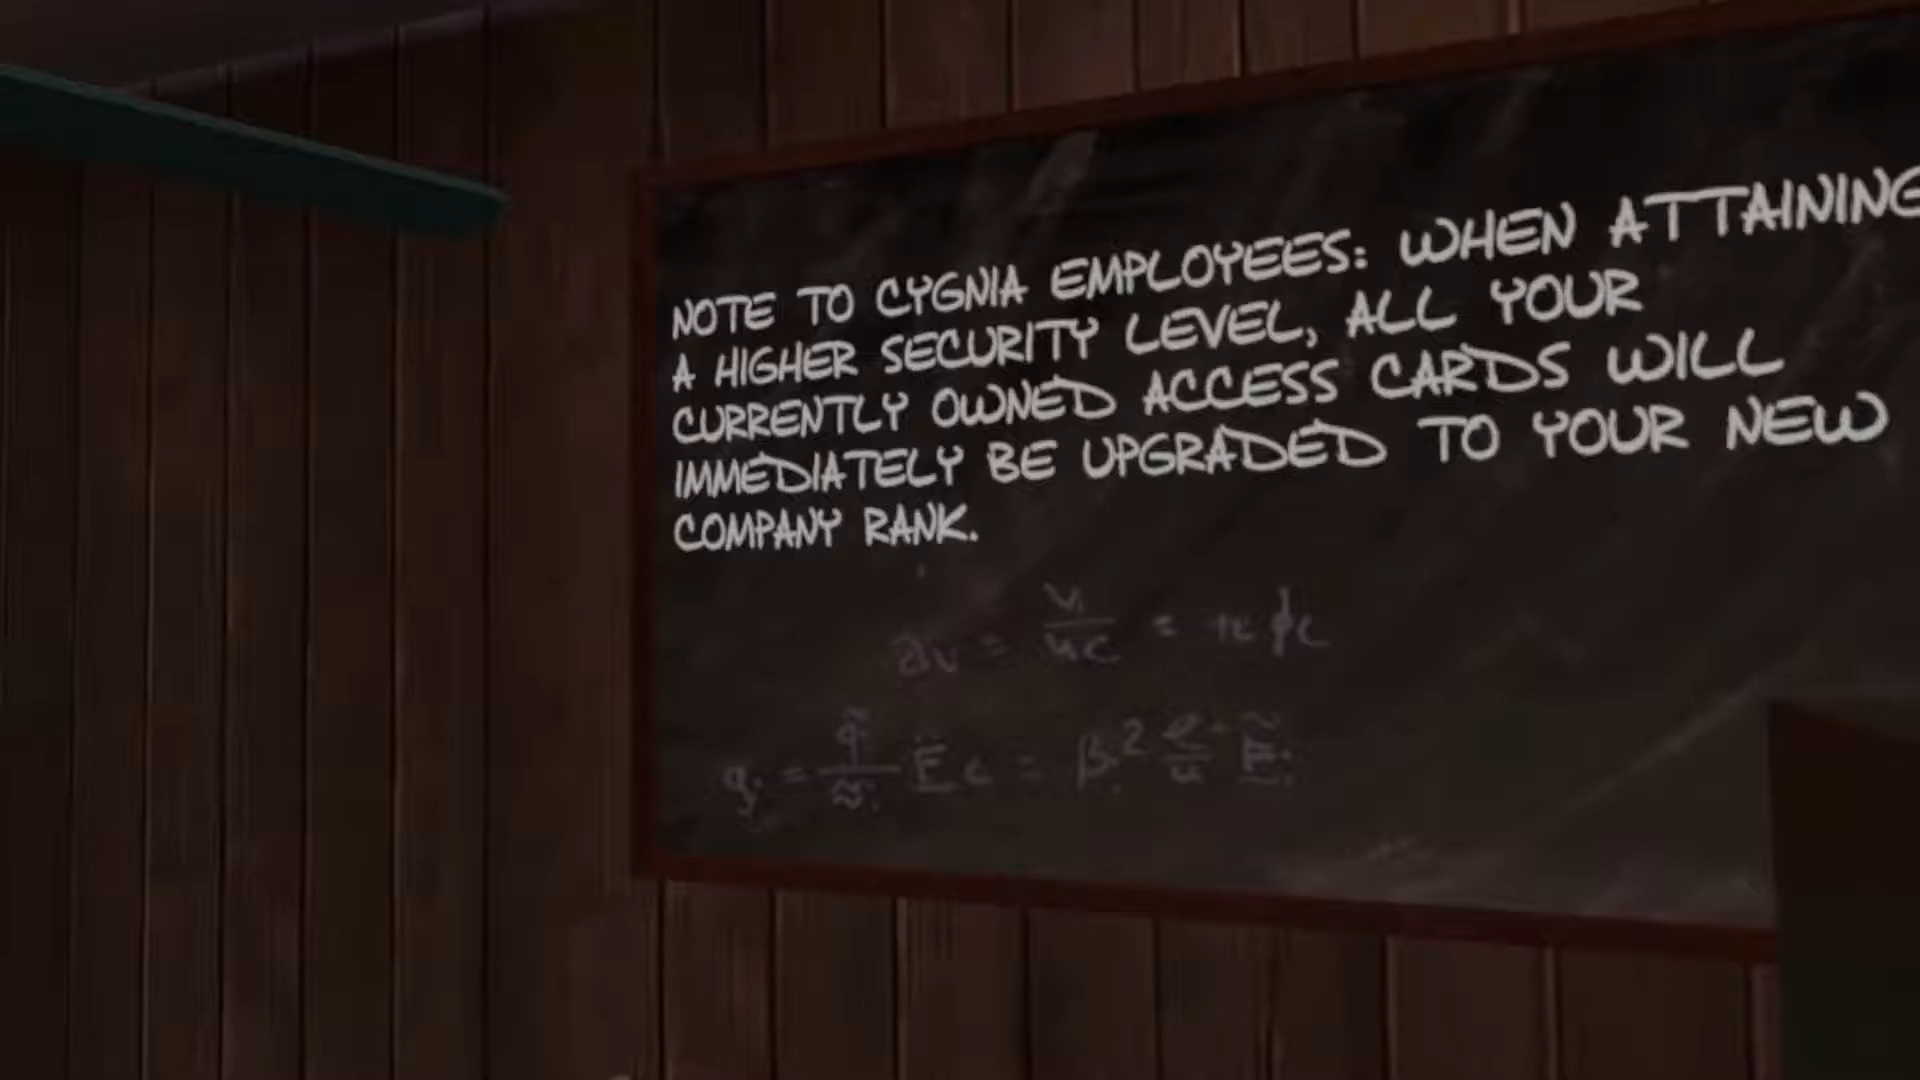 NOTE TO CYGNIA EMPLOYEES: WHEN ATTAINING
A HIGHER SECURITY LEVEL, ALL YOUR
CURRENTLY OWNED ACCESS CARDS WILL
IMMEDIATELY BE UPGRADED TO YOUR NEW
COMPANY RANK.